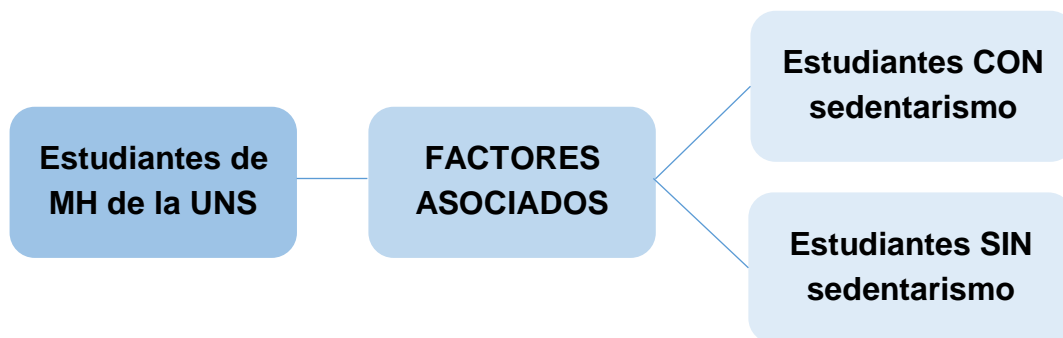 Estudiantes de
MH de la UNS
FACTORES
ASOCIADOS
Estudiantes CON
sedentarismo
Estudiantes SIN
sedentarismo